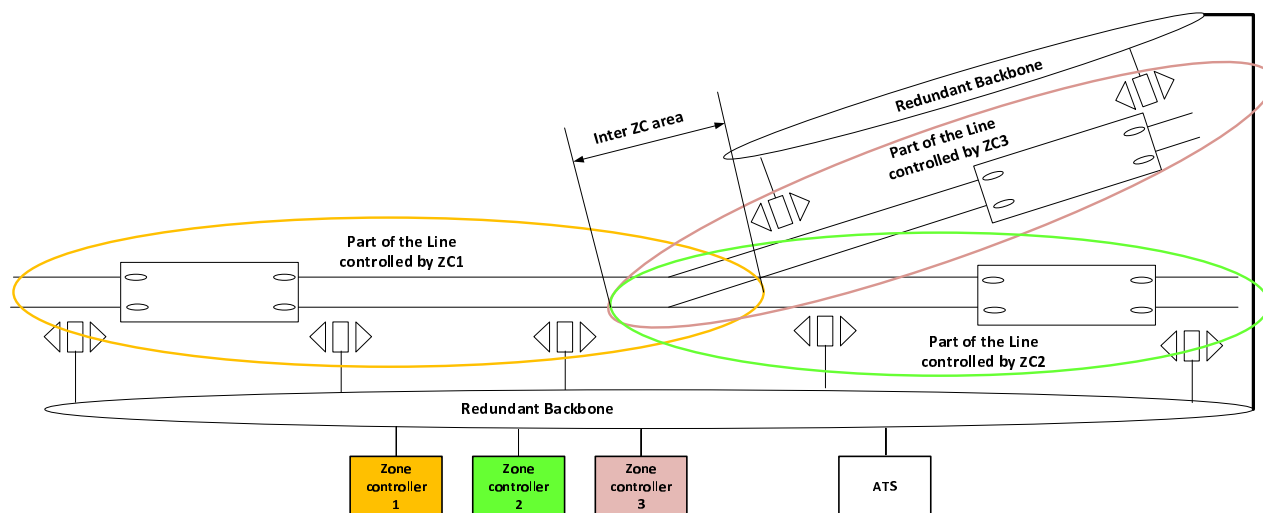 Redundant Backbone
Inter ZC area
Part of the Line
controlled by ZC3
Part of the Line
controlled by ZC1
Part of the Line
controlled by ZC2
Redundant Backbone
Zone
controller
1
Zone
controller
2
Zone
controller
3
ATS